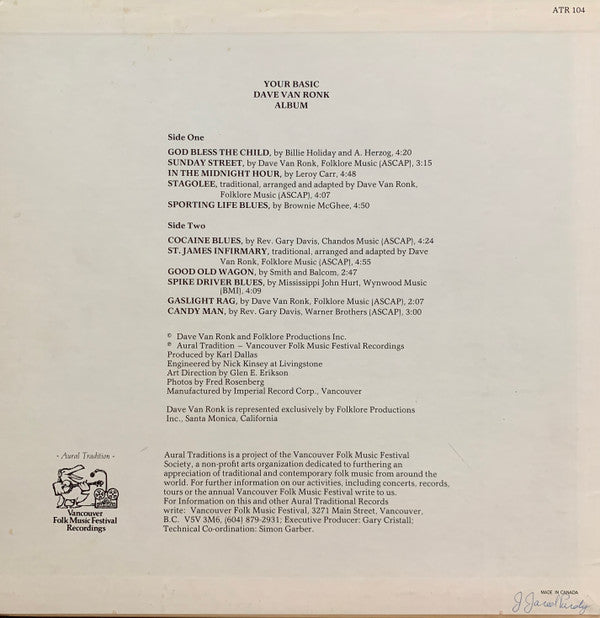 ATR 104
YOUR BASIC
DAVE VAN RONK
ALBUM
Side One
GOD BLESS THE CHILD, by Billie Holiday and A. Herzog, 4:20
SUNDAY STREET, by Dave Van Ronk, Folklore Music (ASCAP), 3:15
IN THE MIDNIGHT HOUR, by Leroy Carr, 4:48
STAGOLEE, traditional, arranged and adapted by Dave Van Ronk,
Folklore Music (ASCAP), 4:07
SPORTING LIFE BLUES, by Brownie McGhee, 4:50
Side Two
COCAINE BLUES, by Rev. Gary Davis, Chandos Music (ASCAP), 4:24
ST. JAMES INFIRMARY, traditional, arranged and adapted by Dave
Van Ronk, Folklore Music (ASCAP), 4:55
GOOD OLD WAGON, by Smith and Balcom, 2:47
SPIKE DRIVER BLUES, by Mississippi John Hurt, Wynwood Music
(BMI), 4:09
GASLIGHT RAG, by Dave Van Ronk, Folklore Music (ASCAP), 2:07
CANDY MAN, by Rev. Gary Davis, Warner Brothers (ASCAP), 3:00
© Dave Van Ronk and Folklore Productions Inc.
℗ Aural Tradition — Vancouver Folk Music Festival Recordings
Produced by Karl Dallas
Engineered by Nick Kinsey at Livingstone
Art Direction by Glen E. Erikson
Photos by Fred Rosenberg
Manufactured by Imperial Record Corp., Vancouver
Dave Van Ronk is represented exclusively by Folklore Productions
Inc., Santa Monica, California
Aural Traditions is a project of the Vancouver Folk Music Festival
Society, a non-profit arts organization dedicated to furthering an
appreciation of traditional and contemporary folk music from around the
world. For further information on our activities, including concerts, records,
tours or the annual Vancouver Folk Music Festival write to us.
For Information on this and other Aural Traditional Records
write: Vancouver Folk Music Festival, 3271 Main Street, Vancouver,
B.C. V5V 3M6, (604) 879-2931; Executive Producer: Gary Cristall;
Technical Co-ordination: Simon Garber.
- Aural Tradition -
Vancouver
Folk Music Festival
Recordings
MADE IN CANADA